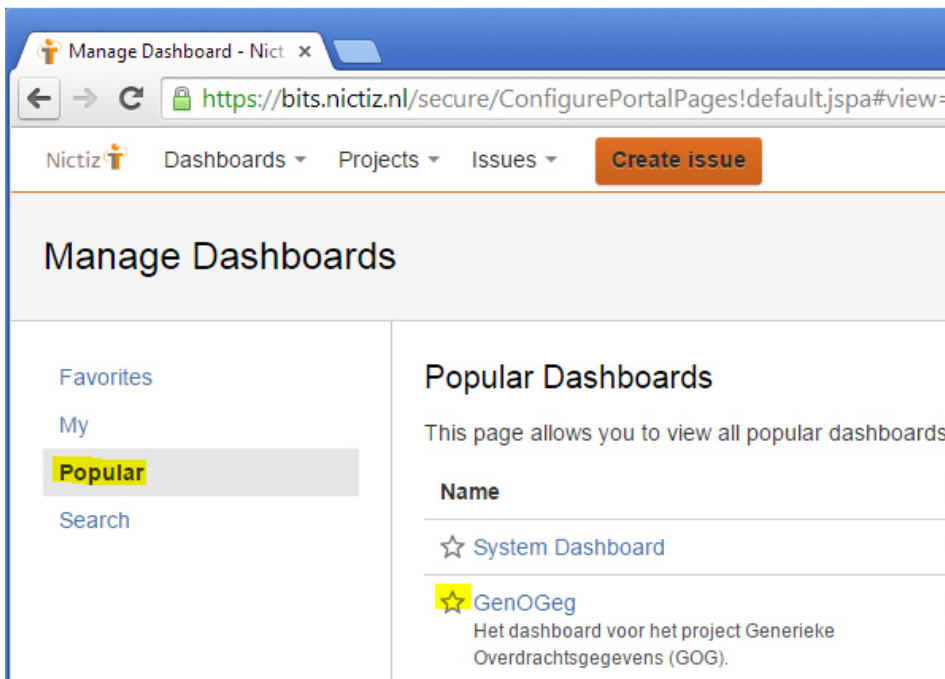 Manage Dashboard - Nict
https://bits.nictiz.nl/secure/ConfigurePortalPages!default.jspa#view=
Nictiz Dashboards Projects Issues Create issue
Manage Dashboards
Favorites
My
Popular
Search
Popular Dashboards
This page allows you to view all popular dashboards
Name
System Dashboard
GenOGeg
Het dashboard voor het project Generieke
Overdrachtsgegevens (GOG).